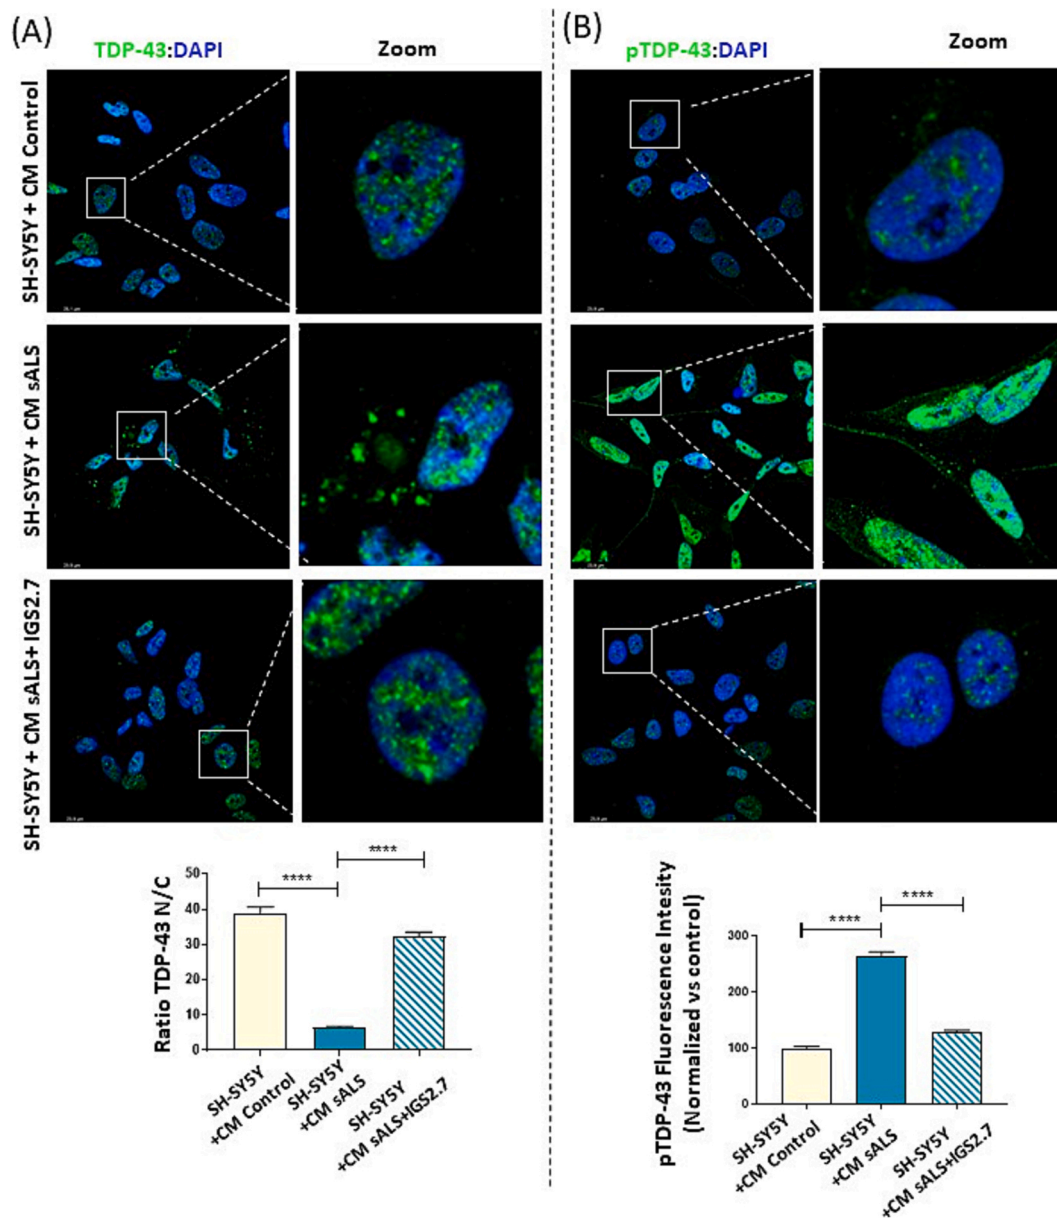 (A)
TDP-43:DAPI
Zoom
SH-SY5Y + CM Control
SH-SY5Y + CM sALS
SH-SY5Y + CM sALS+ IGS2.7
Ratio TDP-43 N/C
50
40
30
20
10
0
****
****
SH-SY5Y
+CM Control
SH-SY5Y
+CM sALS
SH-SY5Y
+CM sALS+IGS2.7
(B)
pTDP-43:DAPI
Zoom
pTDP-43 Fluorescence Intesity
(Normalized vs control)
300
200
100
0
****
****
SH-SY5Y
+CM Control
SH-SY5Y
+CM sALS
SH-SY5Y
+CM sALS+IGS2.7